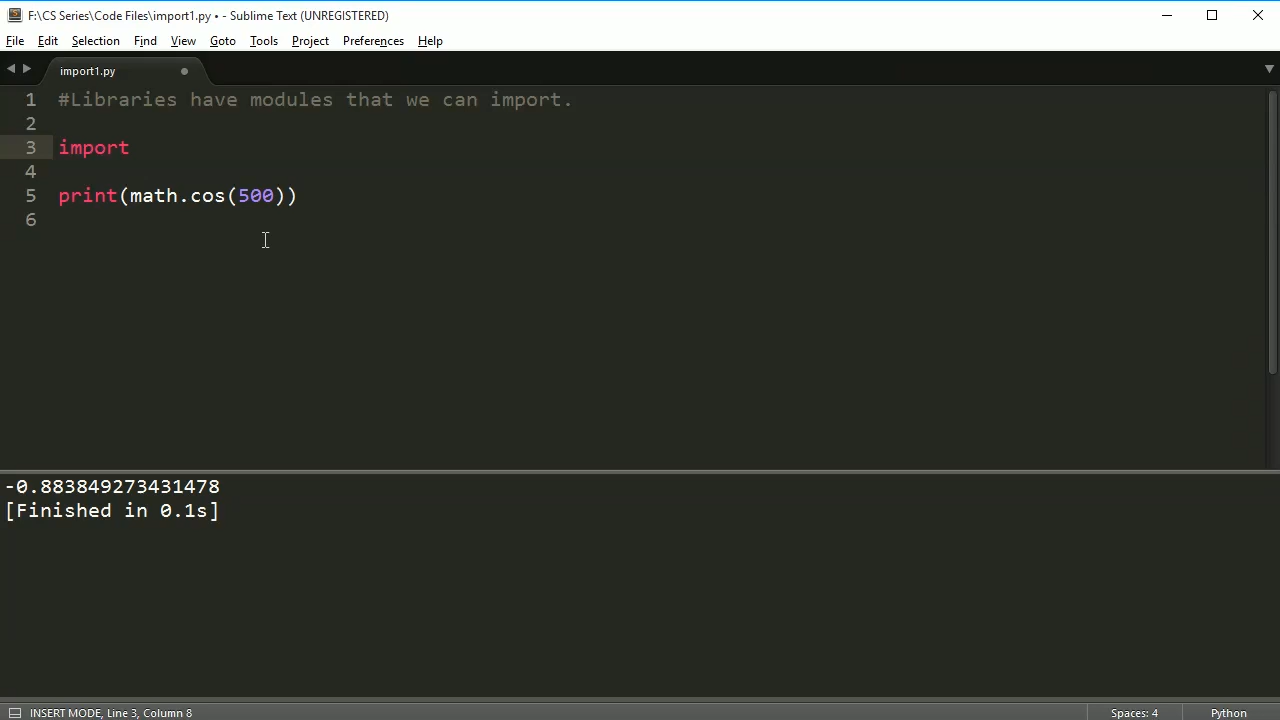 F:\CS Series\Code Files\import1.py • - Sublime Text (UNREGISTERED)
File Edit Selection Find View Goto Tools Project Preferences Help
import1.py
1 #Libraries have modules that we can import.
2
3 import
4
5 print(math.cos(500))
6
-0.883849273431478
[Finished in 0.1s]
INSERT MODE, Line 3, Column 8 Spaces: 4 Python